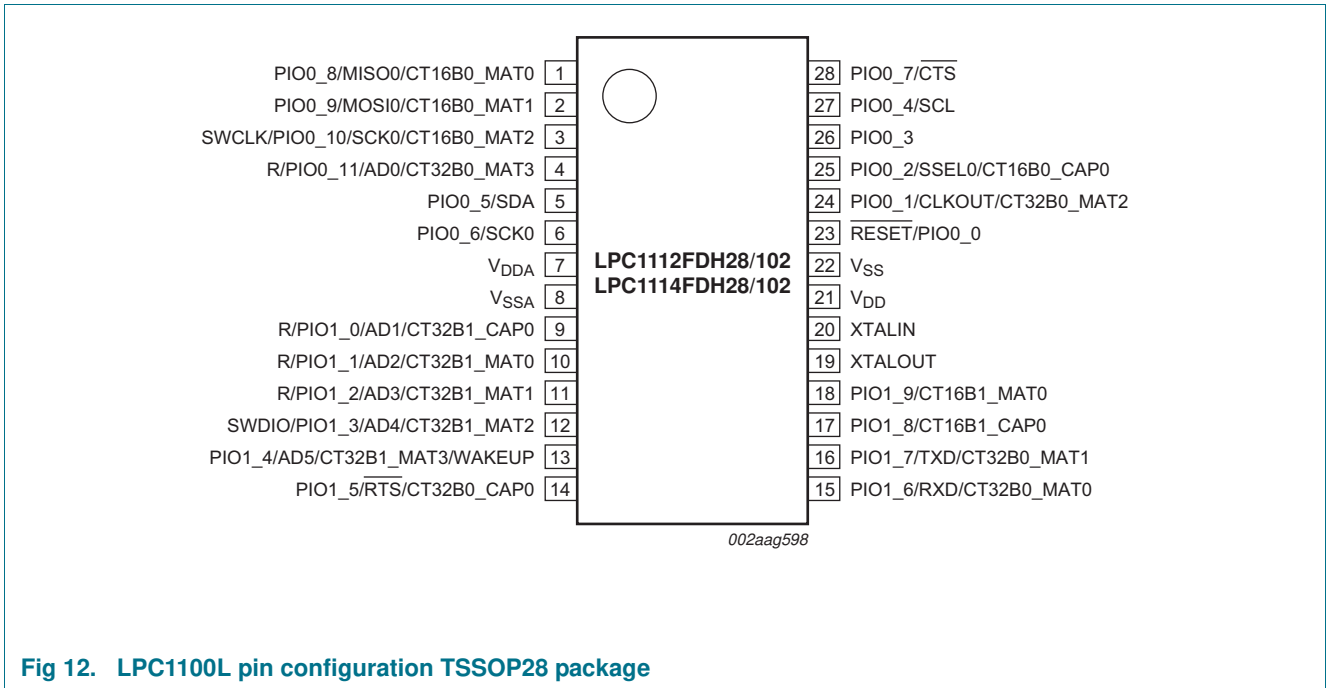 PIO0_8/MISO0/CT16B0_MAT0 1
PIO0_9/MOSI0/CT16B0_MAT1 2
SWCLK/PIO0_10/SCK0/CT16B0_MAT2 3
R/PIO0_11/AD0/CT32B0_MAT3 4
PIO0_5/SDA 5
PIO0_6/SCK0 6
VDDA 7
VSSA 8
R/PIO1_0/AD1/CT32B1_CAP0 9
R/PIO1_1/AD2/CT32B1_MAT0 10
R/PIO1_2/AD3/CT32B1_MAT1 11
SWDIO/PIO1_3/AD4/CT32B1_MAT2 12
PIO1_4/AD5/CT32B1_MAT3/WAKEUP 13
PIO1_5/RTS/CT32B0_CAP0 14
LPC1112FDH28/102
LPC1114FDH28/102
28 PIO0_7/CTS
27 PIO0_4/SCL
26 PIO0_3
25 PIO0_2/SSEL0/CT16B0_CAP0
24 PIO0_1/CLKOUT/CT32B0_MAT2
23 RESET/PIO0_0
22 VSS
21 VDD
20 XTALIN
19 XTALOUT
18 PIO1_9/CT16B1_MAT0
17 PIO1_8/CT16B1_CAP0
16 PIO1_7/TXD/CT32B0_MAT1
15 PIO1_6/RXD/CT32B0_MAT0
002aag598
Fig 12. LPC1100L pin configuration TSSOP28 package